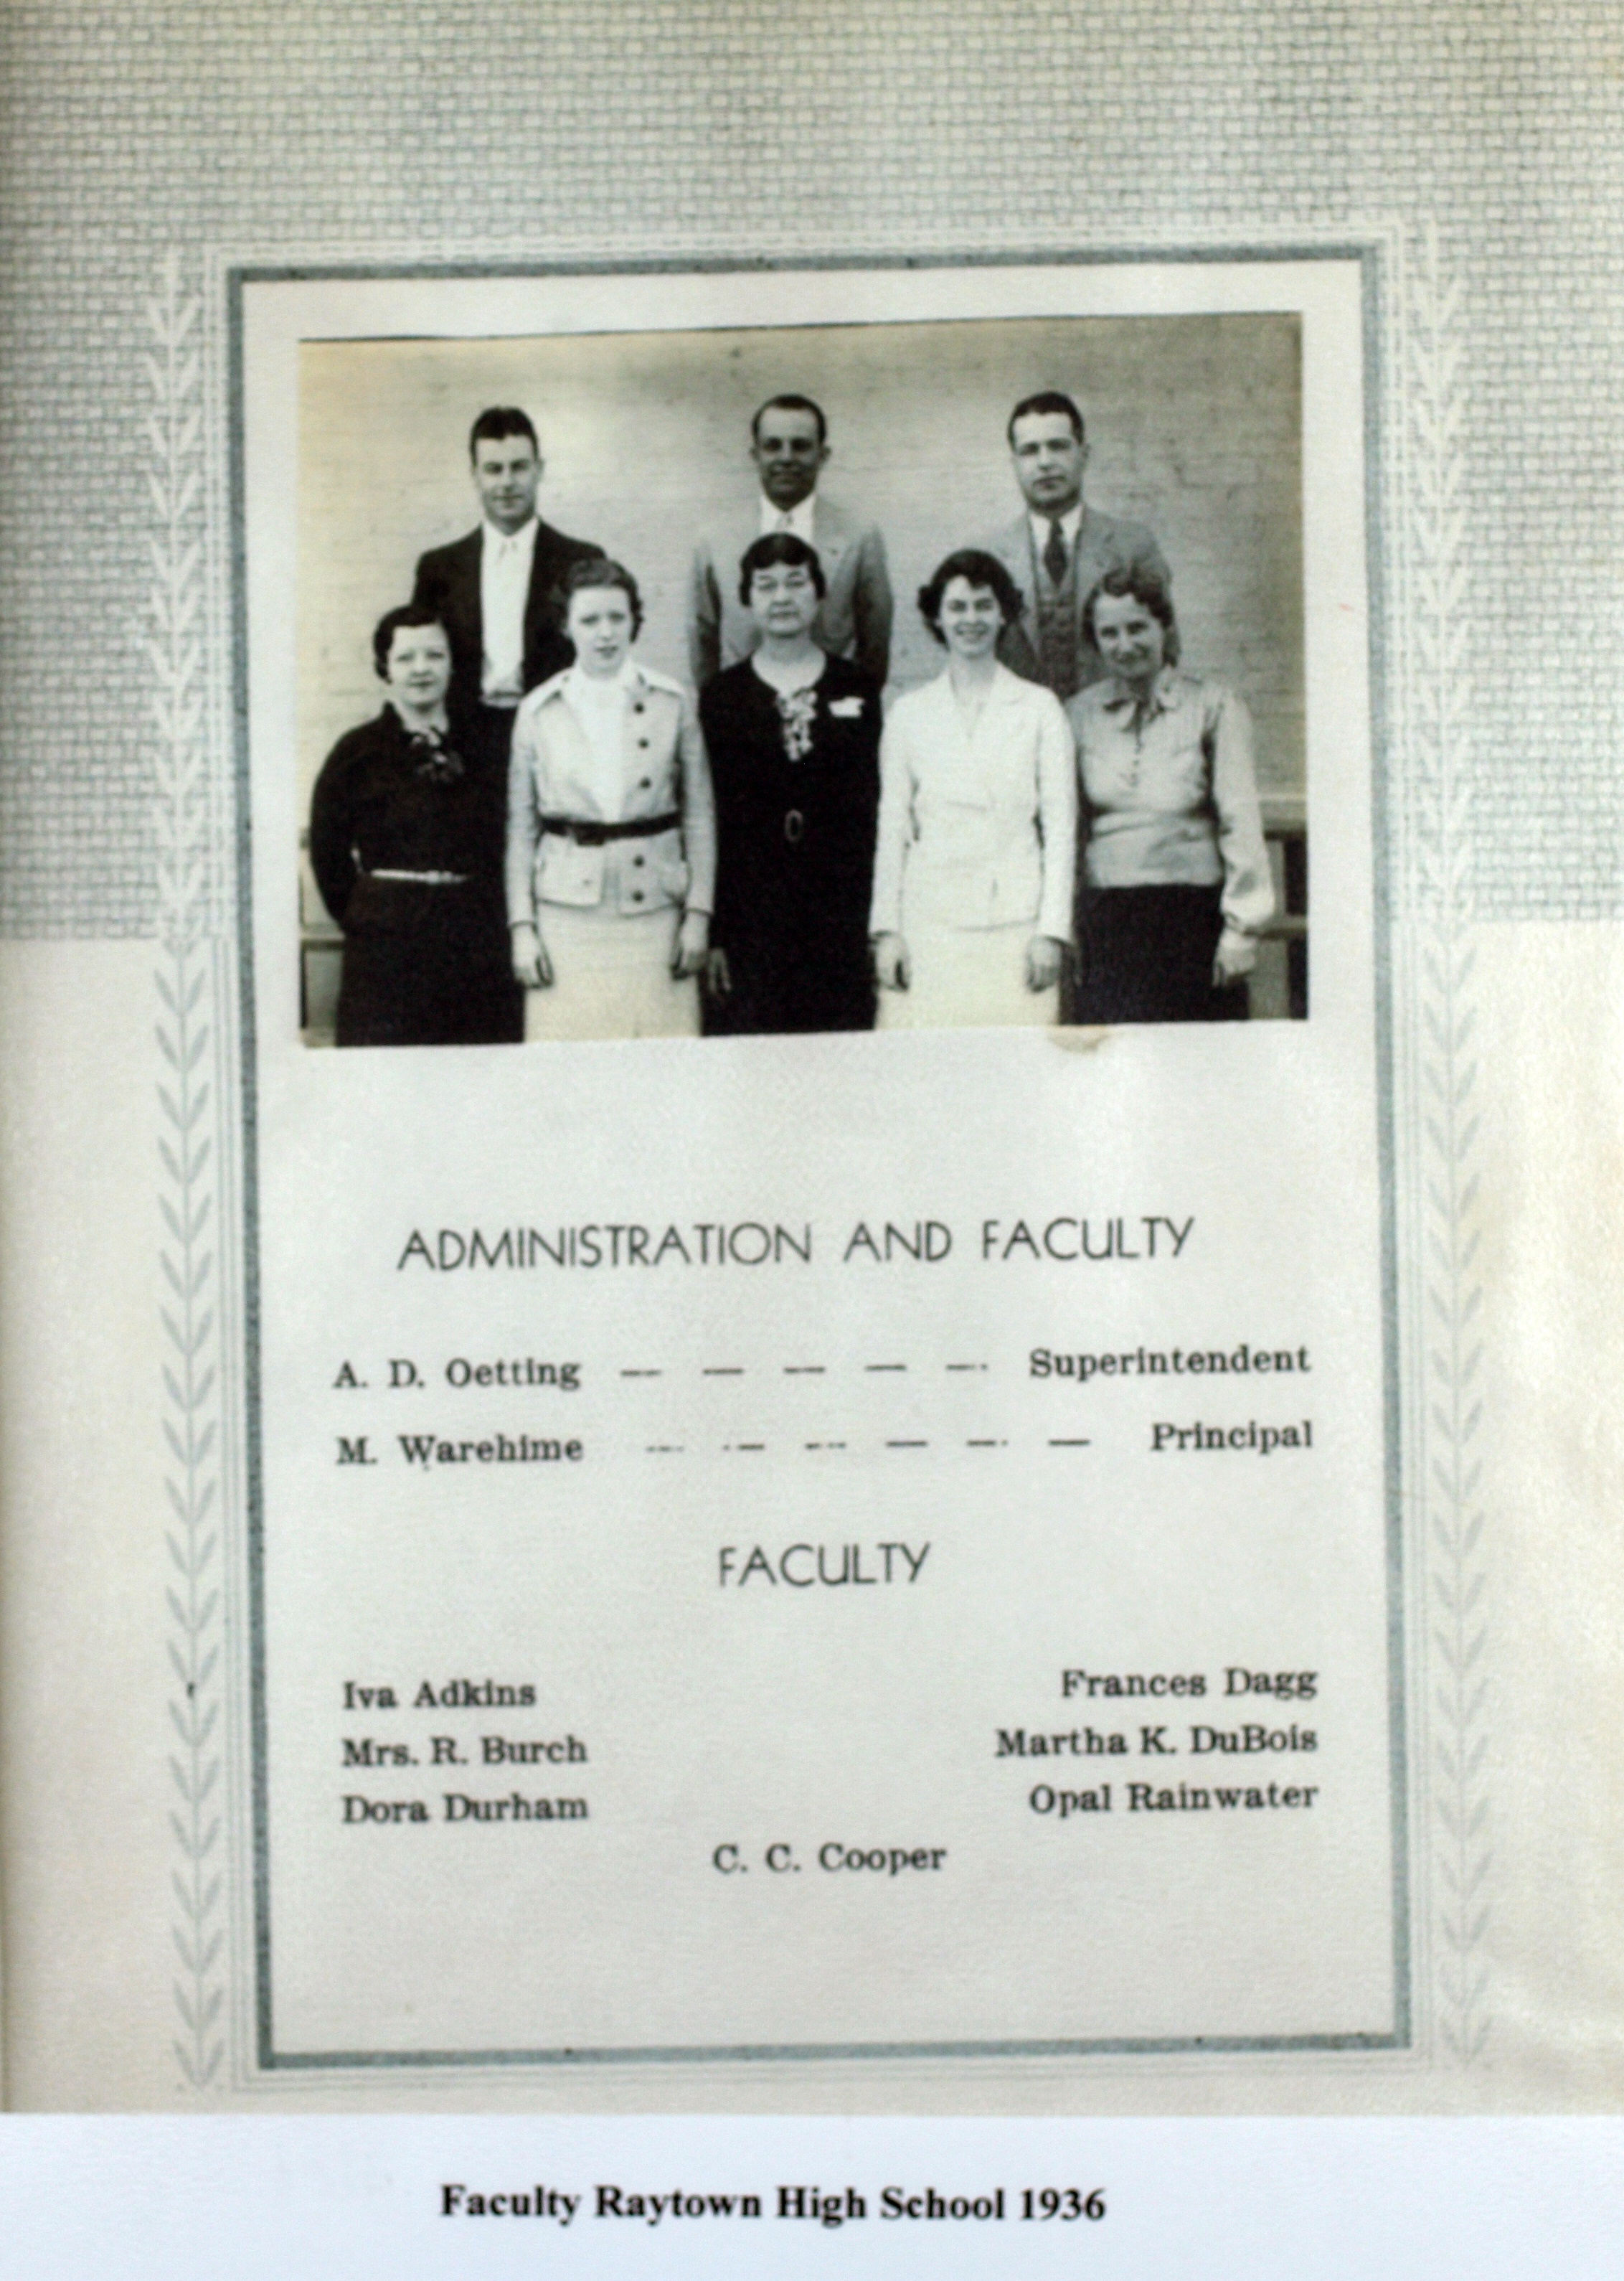 ADMINISTRATION AND FACULTY
A. D. Oetting — — — — — Superintendent
M. Warehime — — — — — — Principal
FACULTY
Iva Adkins Frances Dagg
Mrs. R. Burch Martha K. DuBois
Dora Durham Opal Rainwater
C. C. Cooper
Faculty Raytown High School 1936